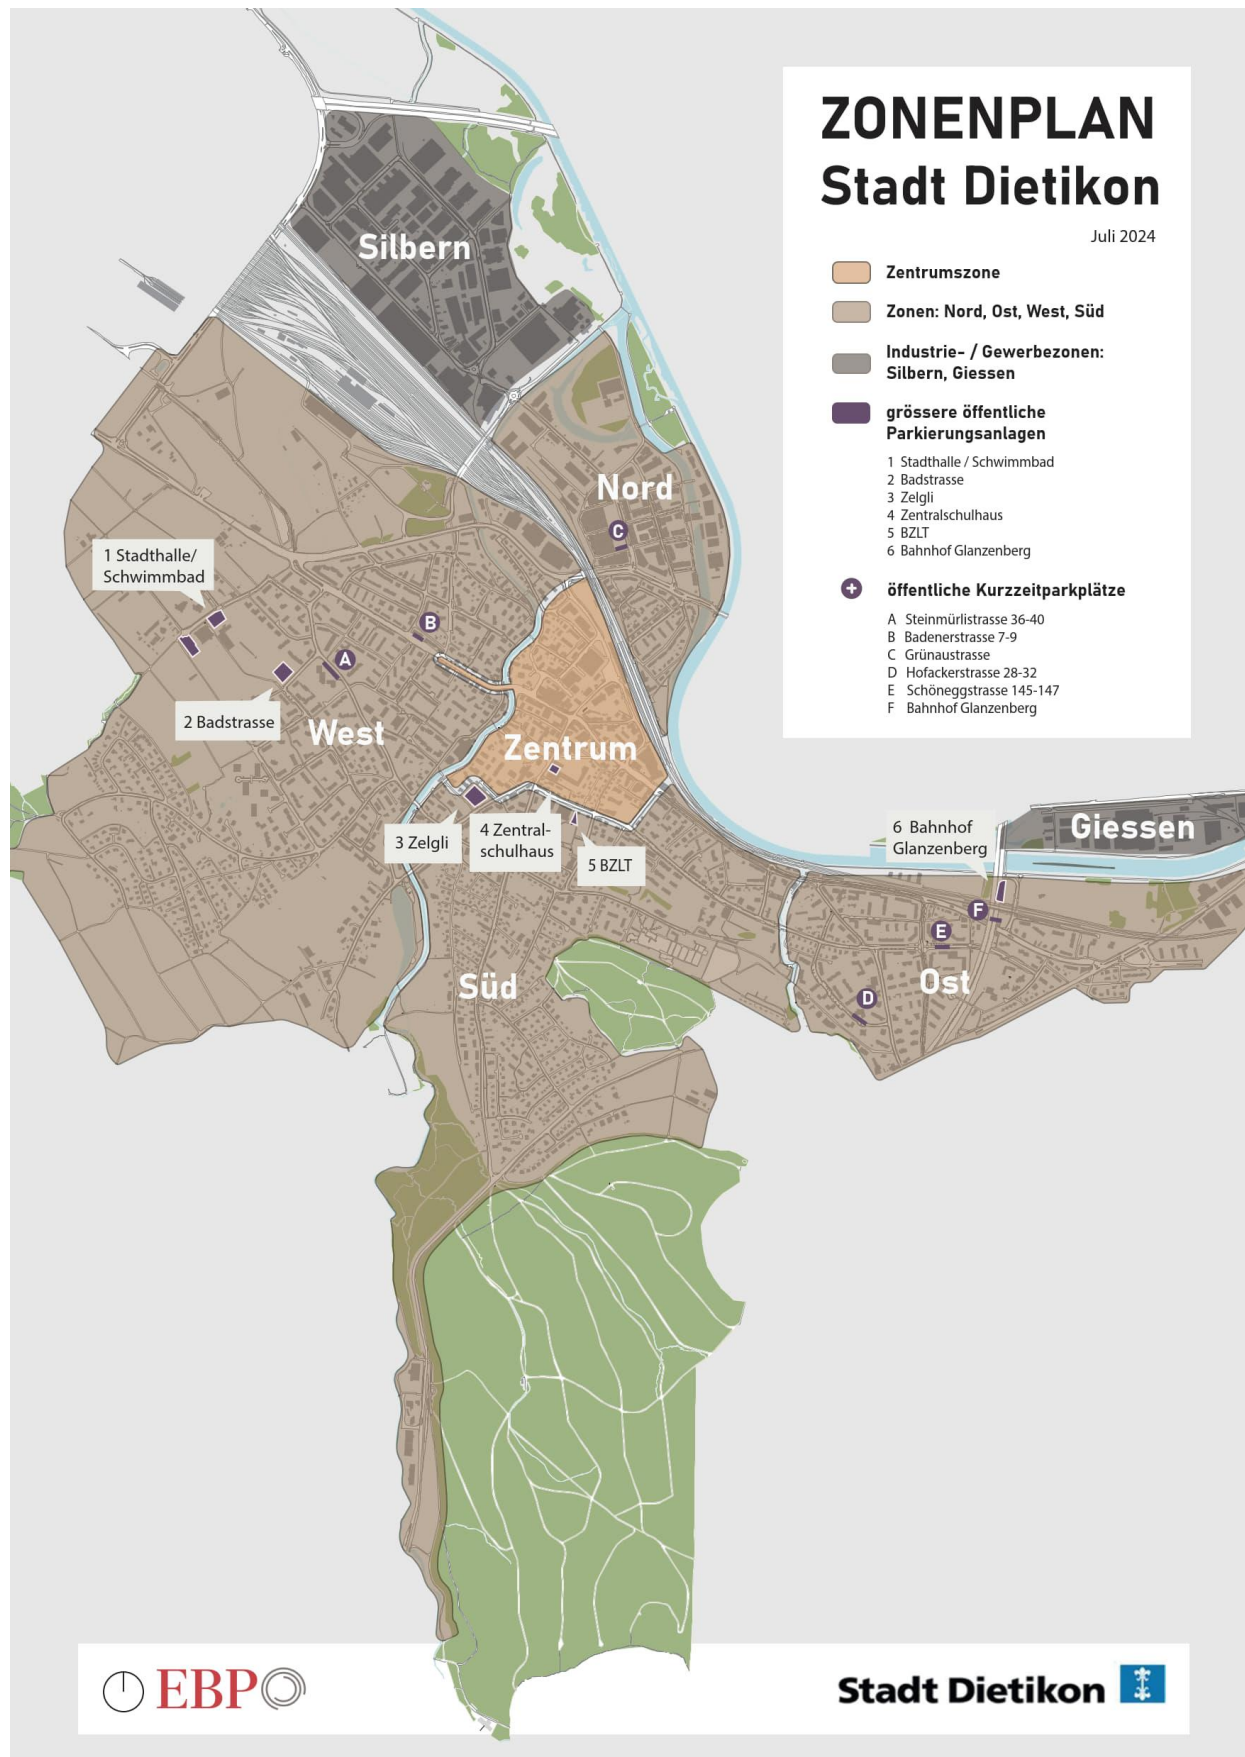 ZONENPLAN
Stadt Dietikon
Juli 2024
Zentrumszone
Zonen: Nord, Ost, West, Süd
Industrie- / Gewerbezonen:
Silbern, Giessen
grössere öffentliche
Parkierungsanlagen
1 Stadthalle / Schwimmbad
2 Badstrasse
3 Zelgli
4 Zentralschulhaus
5 BZLT
6 Bahnhof Glanzenberg
+ öffentliche Kurzzeitparkplätze
A Steinmürlistrasse 36-40
B Badenerstrasse 7-9
C Grünaustrasse
D Hofackerstrasse 28-32
E Schöneggstrasse 145-147
F Bahnhof Glanzenberg
Silbern
Nord
C
1 Stadthalle/
Schwimmbad
B
A
2 Badstrasse
West
Zentrum
3 Zelgli
4 Zentral-
schulhaus
5 BZLT
6 Bahnhof
Glanzenberg
Giessen
F
E
Ost
D
Süd
EBP
Stadt Dietikon